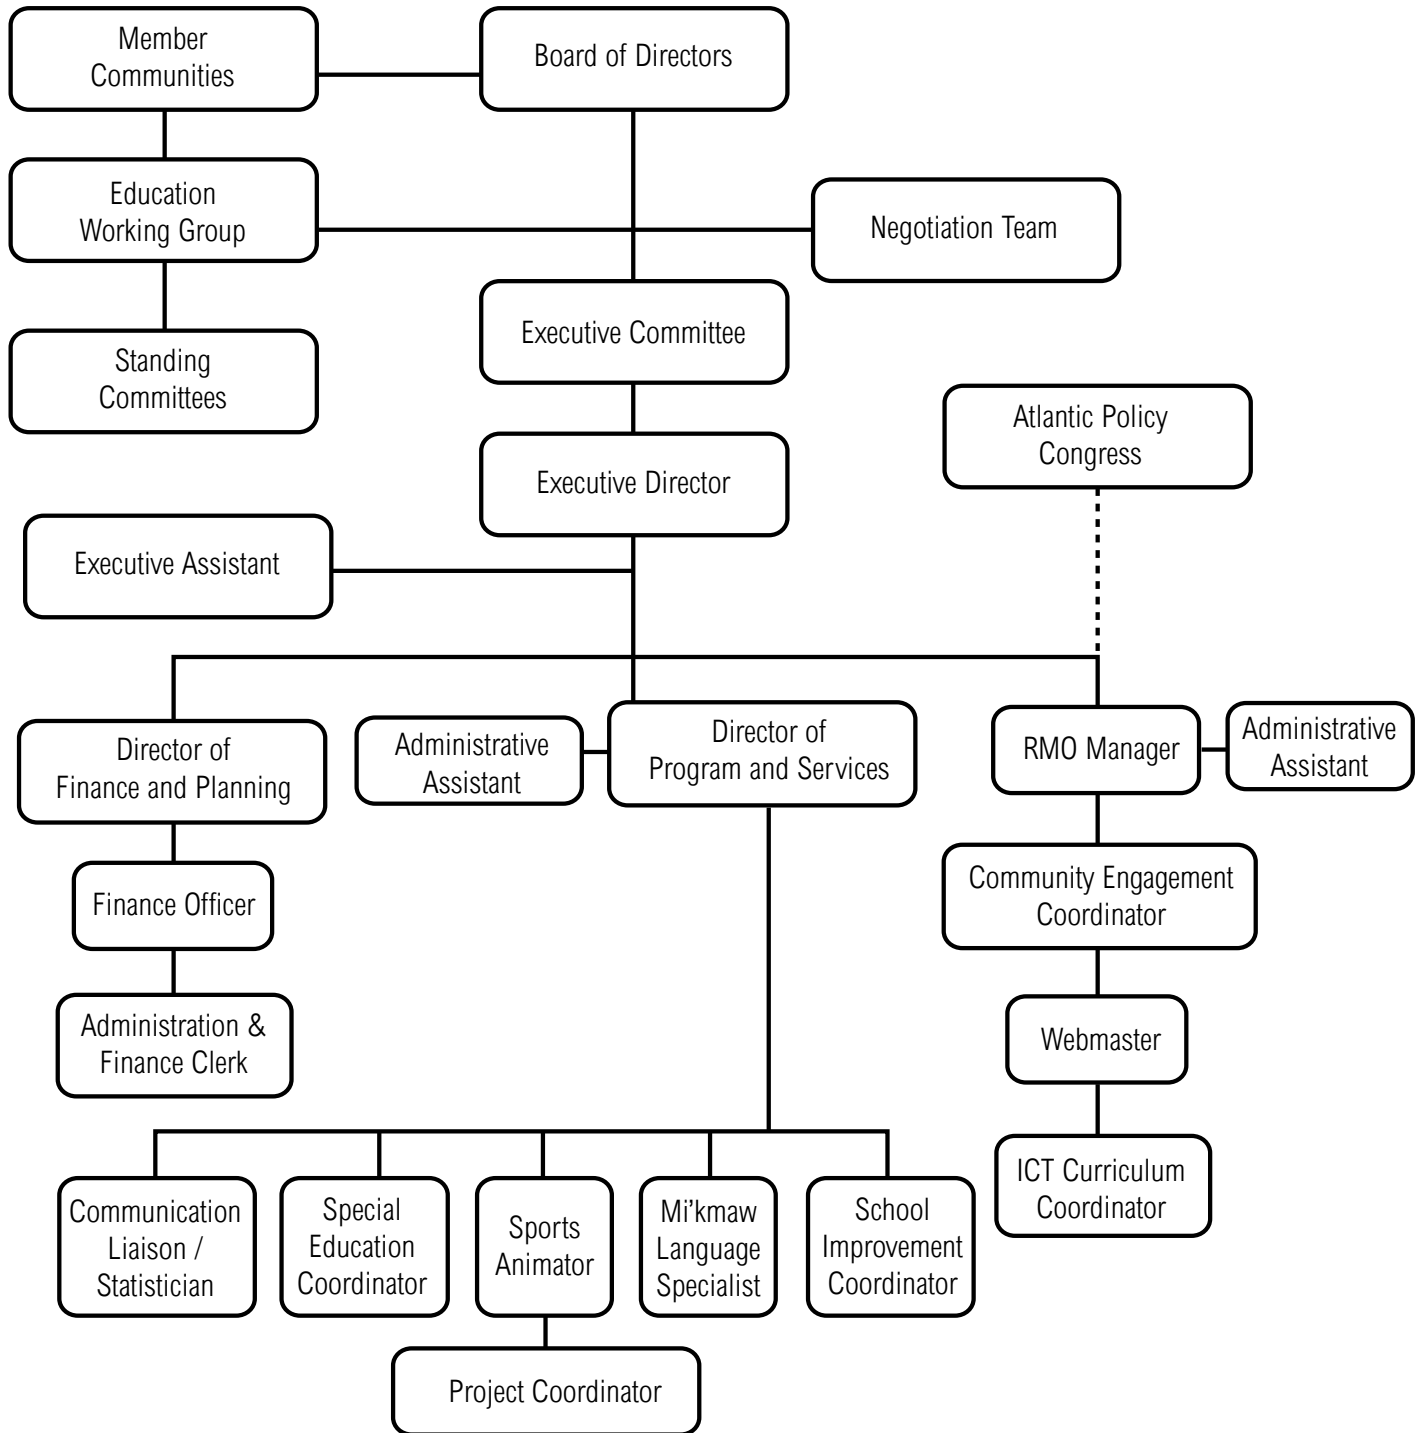 Member
Communities
Board of Directors
Education
Working Group
Negotiation Team
Executive Committee
Standing
Committees
Atlantic Policy
Congress
Executive Director
Executive Assistant
Director of
Finance and Planning
Administrative
Assistant
Director of
Program and Services
RMO Manager
Administrative
Assistant
Finance Officer
Community Engagement
Coordinator
Administration &
Finance Clerk
Webmaster
ICT Curriculum
Coordinator
Communication
Liaison /
Statistician
Special
Education
Coordinator
Sports
Animator
Mi’kmaw
Language
Specialist
School
Improvement
Coordinator
Project Coordinator